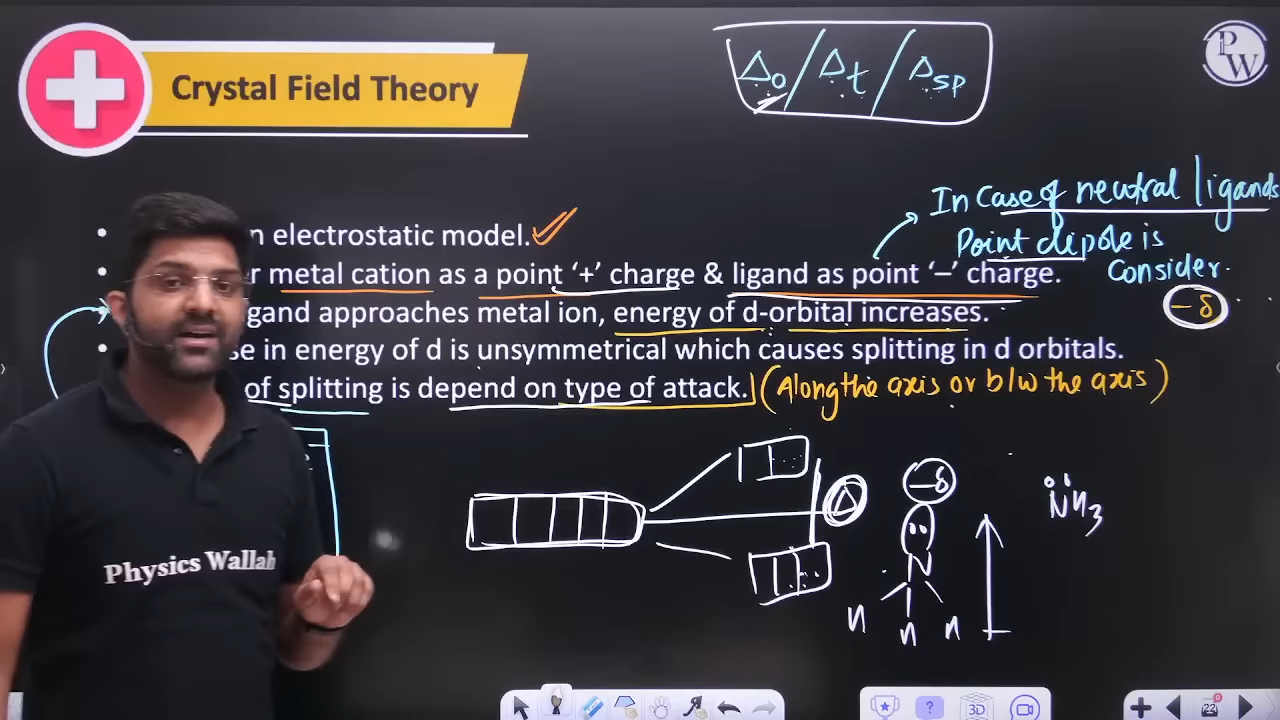 Crystal Field Theory
Δo / Δt / Δsp
PW
In Case of neutral ligands
Point dipole is
Consider.
-δ
n electrostatic model.
r metal cation as a point ‘+’ charge & ligand as point ‘–’ charge.
gand approaches metal ion, energy of d-orbital increases.
se in energy of d is unsymmetrical which causes splitting in d orbitals.
of splitting is depend on type of attack. (Along the axis or b/w the axis)
Δ
-δ
N
H H H
NH3
Physics Wallah
3D
22